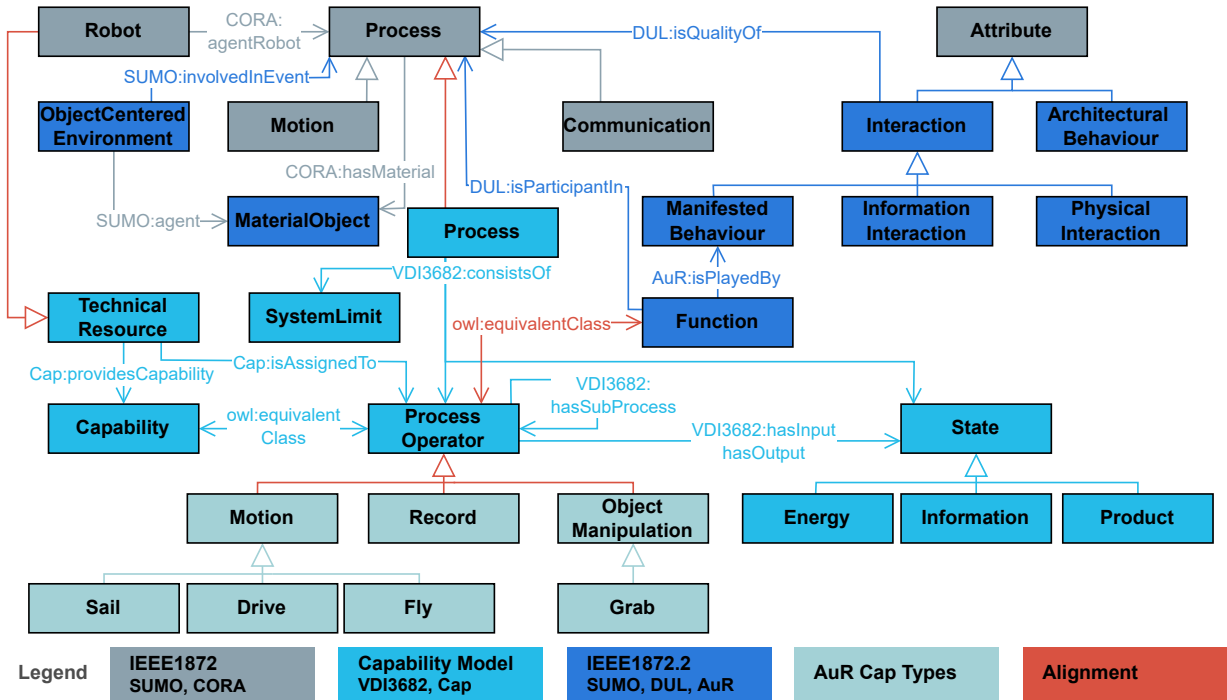 Robot
CORA:
agentRobot
Process
DUL:isQualityOf
Attribute
SUMO:involvedInEvent
ObjectCentered
Environment
Motion
Communication
Interaction
Architectural
Behaviour
CORA:hasMaterial
DUL:isParticipantIn
SUMO:agent
MaterialObject
Process
Manifested
Behaviour
Information
Interaction
Physical
Interaction
VDI3682:consistsOf
AuR:isPlayedBy
Technical
Resource
SystemLimit
owl:equivalentClass
Function
Cap:providesCapability
Cap:isAssignedTo
VDI3682:
hasSubProcess
Capability
owl:equivalent
Class
Process
Operator
VDI3682:hasInput
hasOutput
State
Motion
Record
Object
Manipulation
Energy
Information
Product
Sail
Drive
Fly
Grab
Legend
IEEE1872
SUMO, CORA
Capability Model
VDI3682, Cap
IEEE1872.2
SUMO, DUL, AuR
AuR Cap Types
Alignment